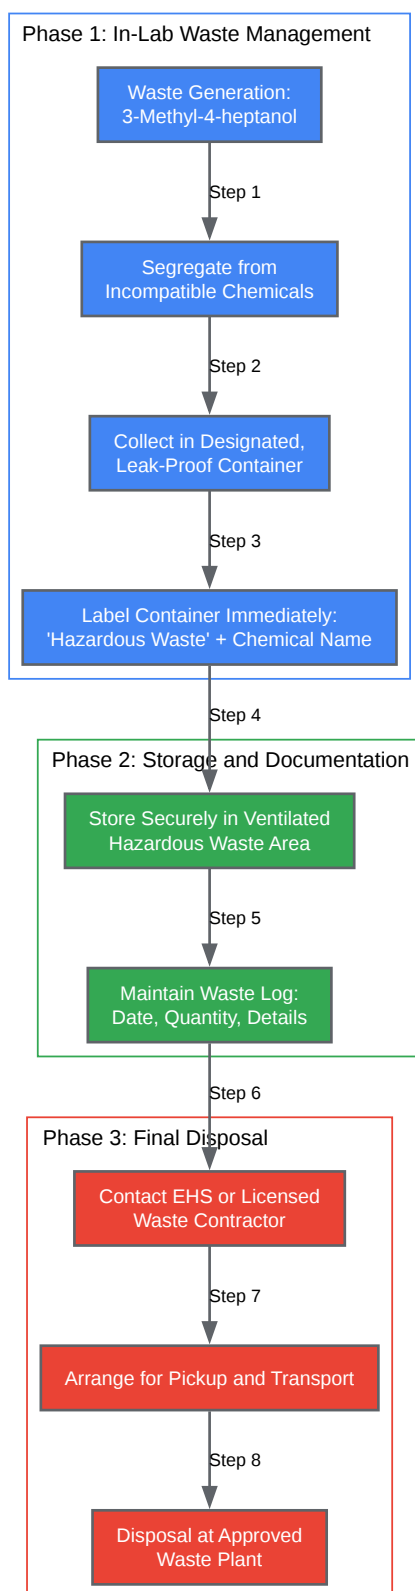 Phase 1: In-Lab Waste Management
Waste Generation:
3-Methyl-4-heptanol
Step 1
Segregate from
Incompatible Chemicals
Step 2
Collect in Designated,
Leak-Proof Container
Step 3
Label Container Immediately:
'Hazardous Waste' + Chemical Name
Step 4
Phase 2: Storage and Documentation
Store Securely in Ventilated
Hazardous Waste Area
Step 5
Maintain Waste Log:
Date, Quantity, Details
Step 6
Phase 3: Final Disposal
Contact EHS or Licensed
Waste Contractor
Step 7
Arrange for Pickup and Transport
Step 8
Disposal at Approved
Waste Plant